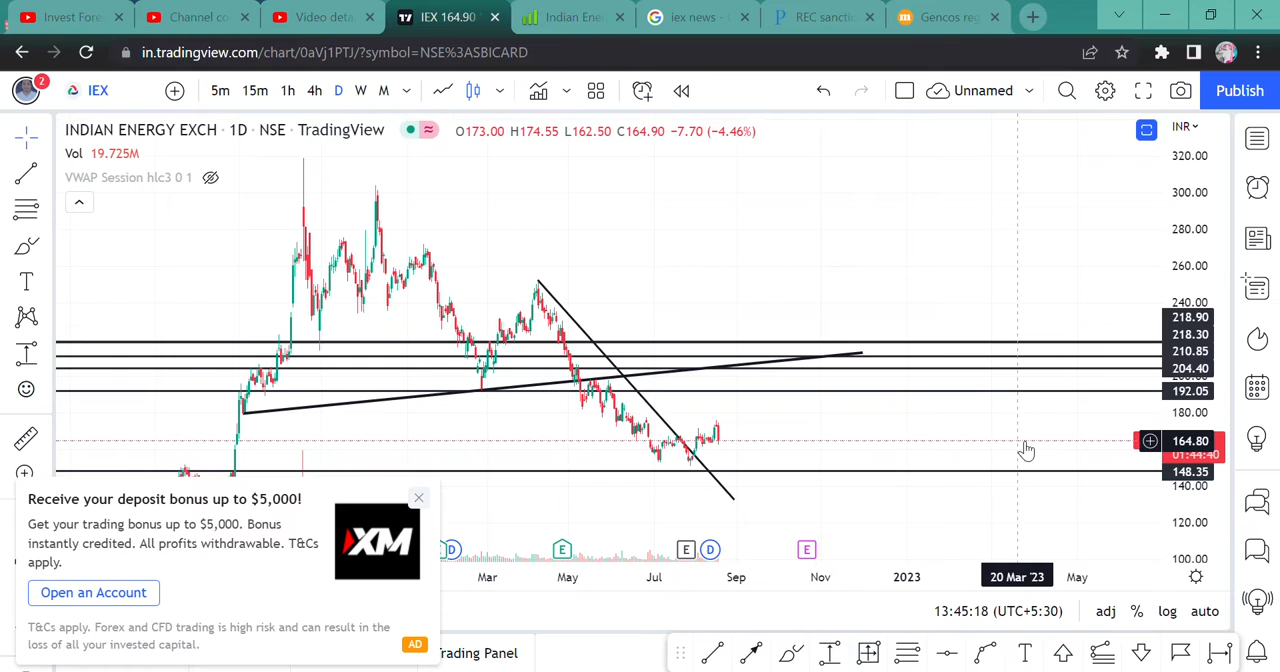 Invest Fore
Channel co
Video deta
IEX 164.90
Indian Ene
iex news - G
REC sancti
Gencos reg
in.tradingview.com/chart/0aVj1PTJ/?symbol=NSE%3ASBICARD
2
IEX
5m 15m 1h 4h D W M
Unnamed
Publish
INDIAN ENERGY EXCH · 1D · NSE · TradingView
O173.00 H174.55 L162.50 C164.90 −7.70 (−4.46%)
INR
Vol 19.725M
VWAP Session hlc3 0 1
320.00
300.00
280.00
260.00
240.00
218.90
218.30
210.85
204.40
192.05
180.00
164.80
01:44:40
148.35
140.00
120.00
100.00
Receive your deposit bonus up to $5,000!
Get your trading bonus up to $5,000. Bonus
instantly credited. All profits withdrawable. T&Cs
apply.
XM
Open an Account
T&Cs apply. Forex and CFD trading is high risk and can result in the
loss of all your invested capital.
AD
D E E D E
Mar May Jul Sep Nov 2023 20 Mar '23 May
13:45:18 (UTC+5:30) adj % log auto
rading Panel